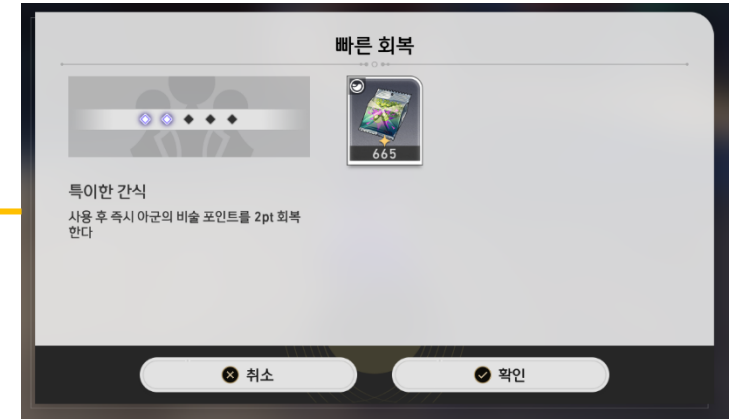 빠른 회복
665
특이한 간식
사용 후 즉시 아군의 비술 포인트를 2pt 회복
한다
취소
확인